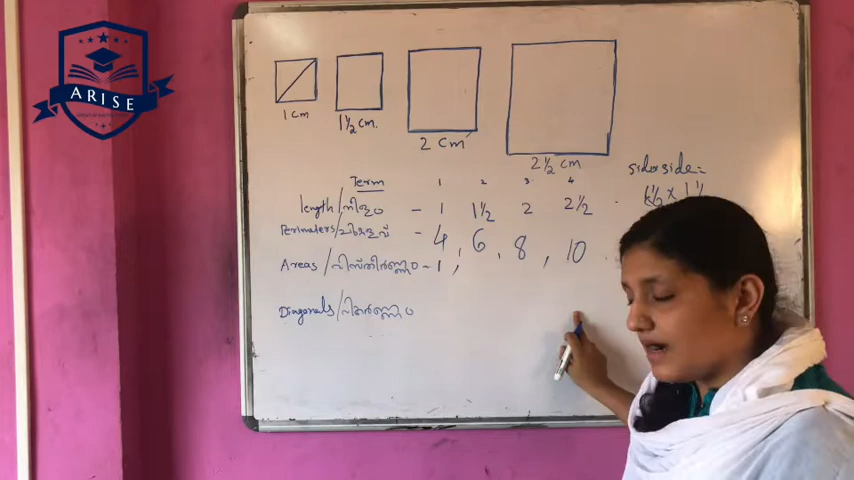 ARISE
1 cm
1½ cm.
2 cm
2½ cm
side x side =
1½ x 1½
Term 1 2 3 4
length/നീളം - 1 1½ 2 2½
Perimeters/ചുറ്റളവ് - 4, 6, 8, 10
Areas / - 1,
Diagonals/വികർണ്ണം